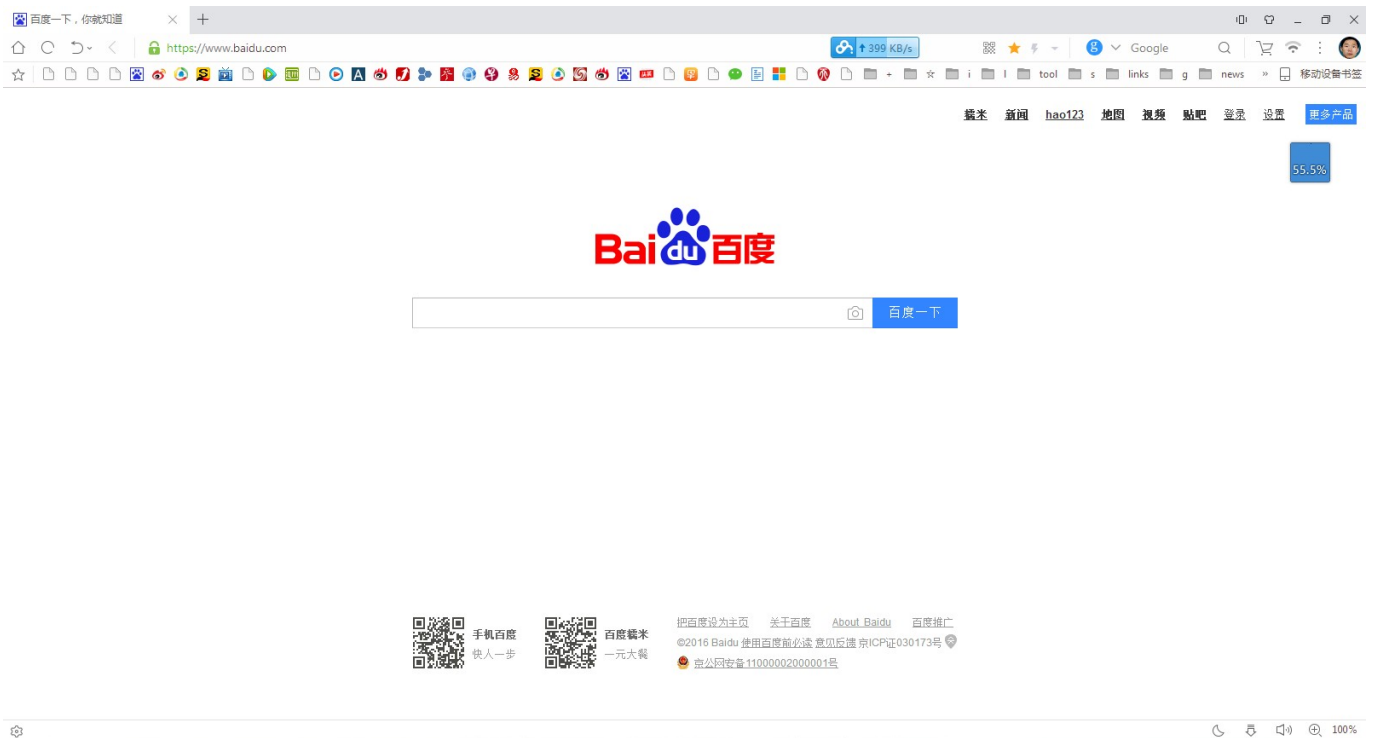 百度一下，你就知道
https://www.baidu.com
399 KB/s
Google
+
tool
s
links
g
news
»
移动设备书签
糯米 新闻 hao123 地图 视频 贴吧 登录 设置 更多产品
55.5%
Bai du 百度
百度一下
手机百度
快人一步
百度糯米
一元大餐
把百度设为主页 关于百度 About Baidu 百度推广
©2016 Baidu 使用百度前必读 意见反馈 京ICP证030173号
京公网安备11000002000001号
100%